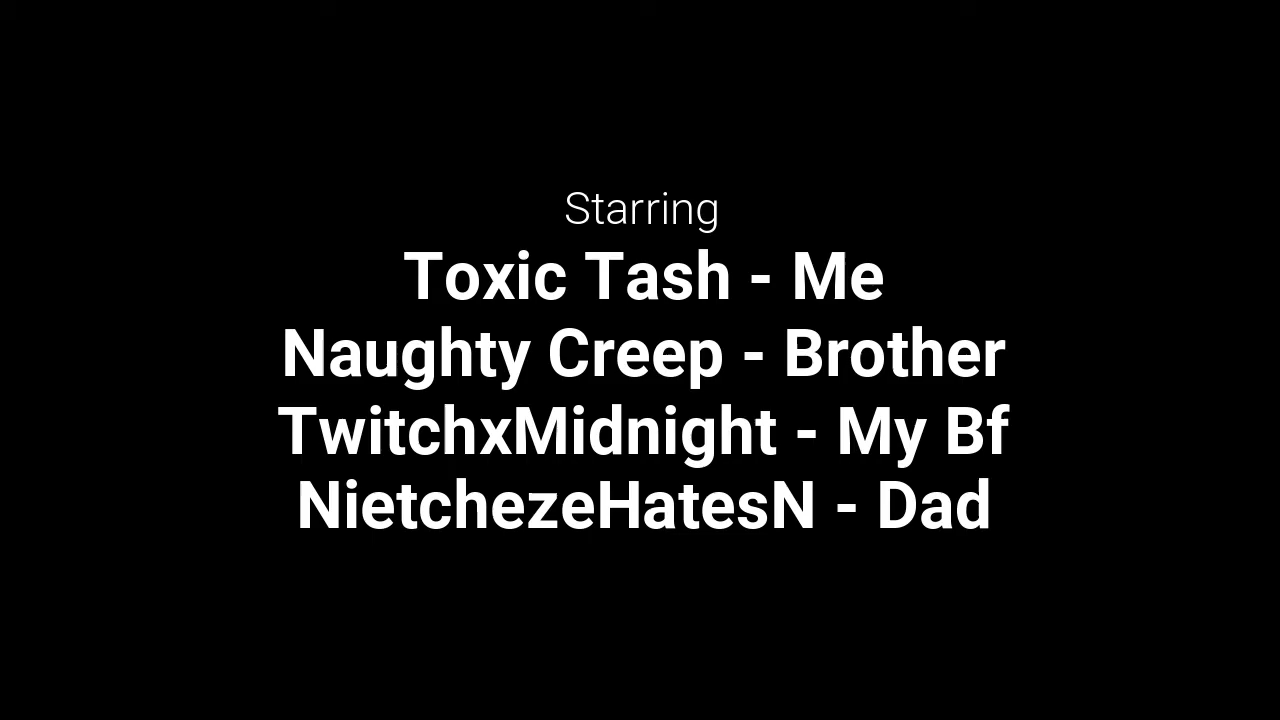 Starring
Toxic Tash - Me
Naughty Creep - Brother
TwitchxMidnight - My Bf
NietchezeHatesN - Dad